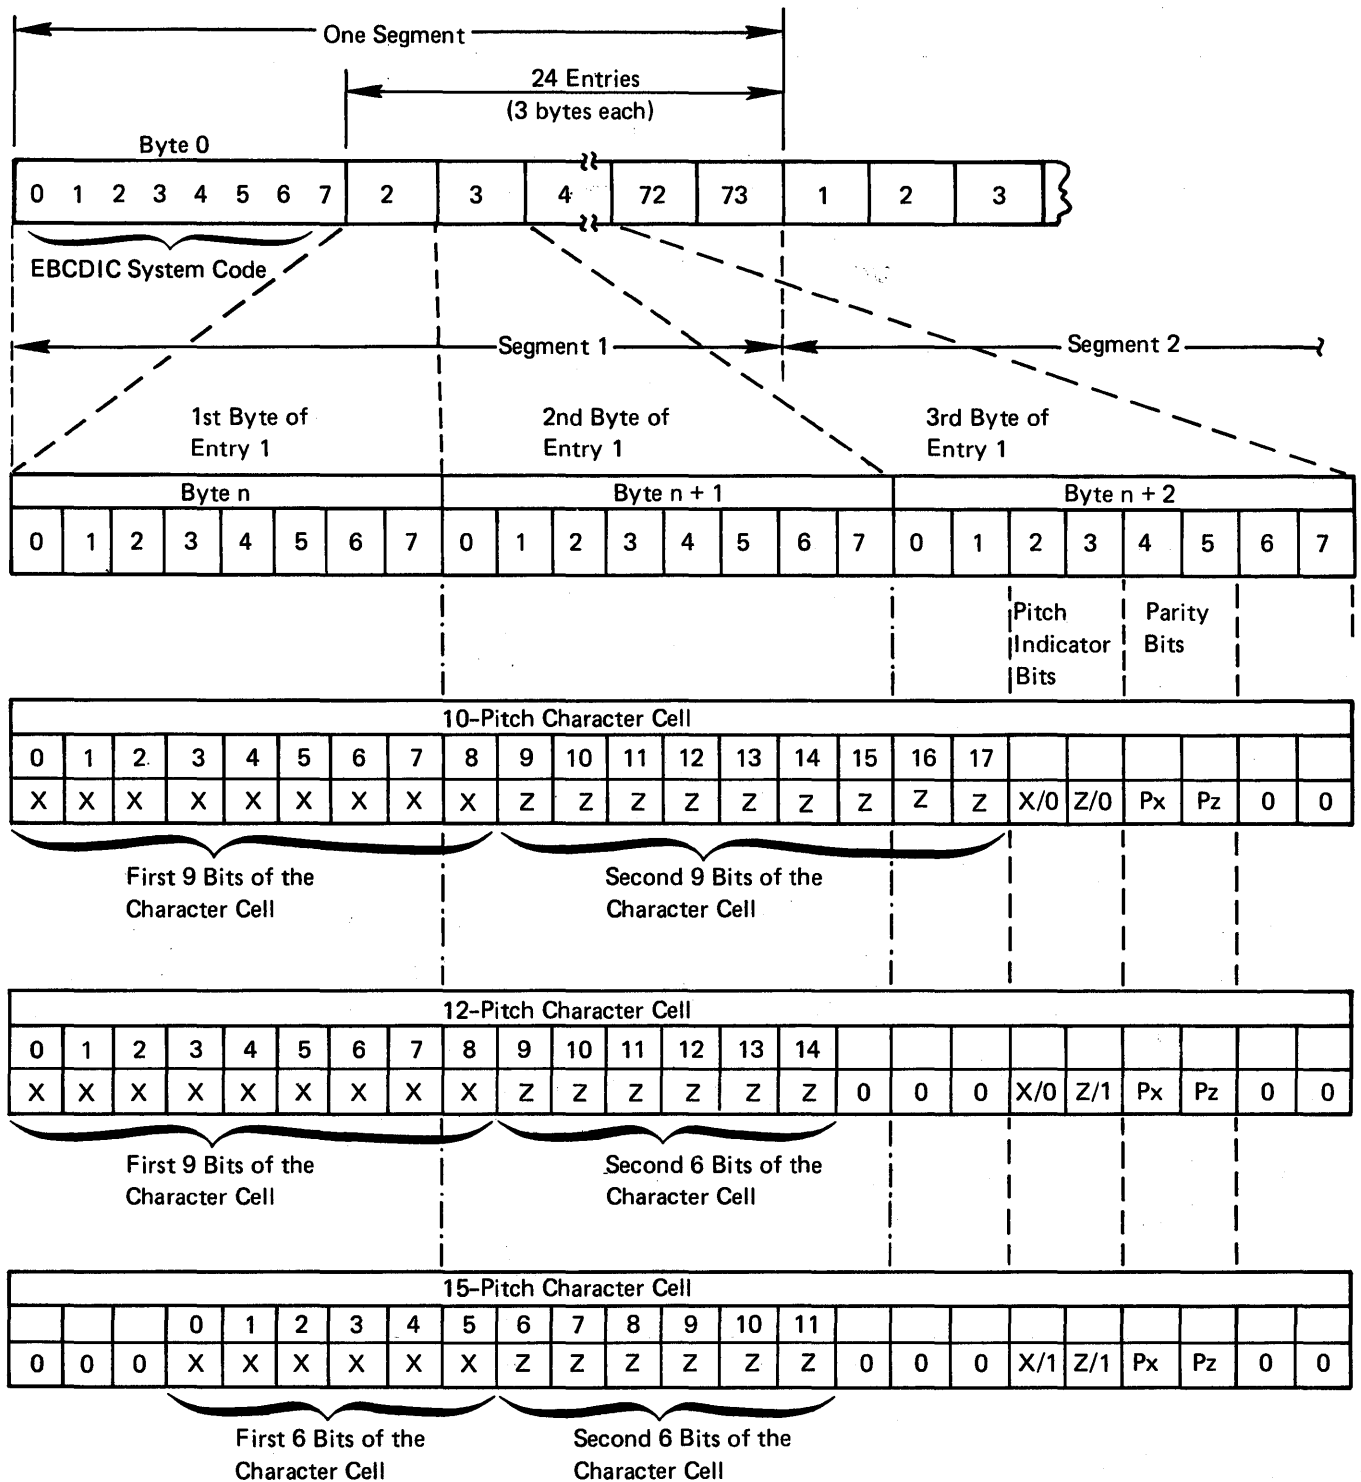 One Segment
24 Entries
(3 bytes each)
Byte 0
0 1 2 3 4 5 6 7 2 3 4 72 73 1 2 3
EBCDIC System Code
Segment 1 Segment 2
1st Byte of 2nd Byte of 3rd Byte of
Entry 1 Entry 1 Entry 1
Byte n Byte n + 1 Byte n + 2
0 1 2 3 4 5 6 7 0 1 2 3 4 5 6 7 0 1 2 3 4 5 6 7
Pitch Parity
Indicator Bits
Bits
10-Pitch Character Cell
0 1 2 3 4 5 6 7 8 9 10 11 12 13 14 15 16 17
X X X X X X X X X Z Z Z Z Z Z Z Z Z X/0 Z/0 Px Pz 0 0
First 9 Bits of the Second 9 Bits of the
Character Cell Character Cell
12-Pitch Character Cell
0 1 2 3 4 5 6 7 8 9 10 11 12 13 14
X X X X X X X X X Z Z Z Z Z Z 0 0 0 X/0 Z/1 Px Pz 0 0
First 9 Bits of the Second 6 Bits of the
Character Cell Character Cell
15-Pitch Character Cell
0 1 2 3 4 5 6 7 8 9 10 11
0 0 0 X X X X X X Z Z Z Z Z Z 0 0 0 X/1 Z/1 Px Pz 0 0
First 6 Bits of the Second 6 Bits of the
Character Cell Character Cell